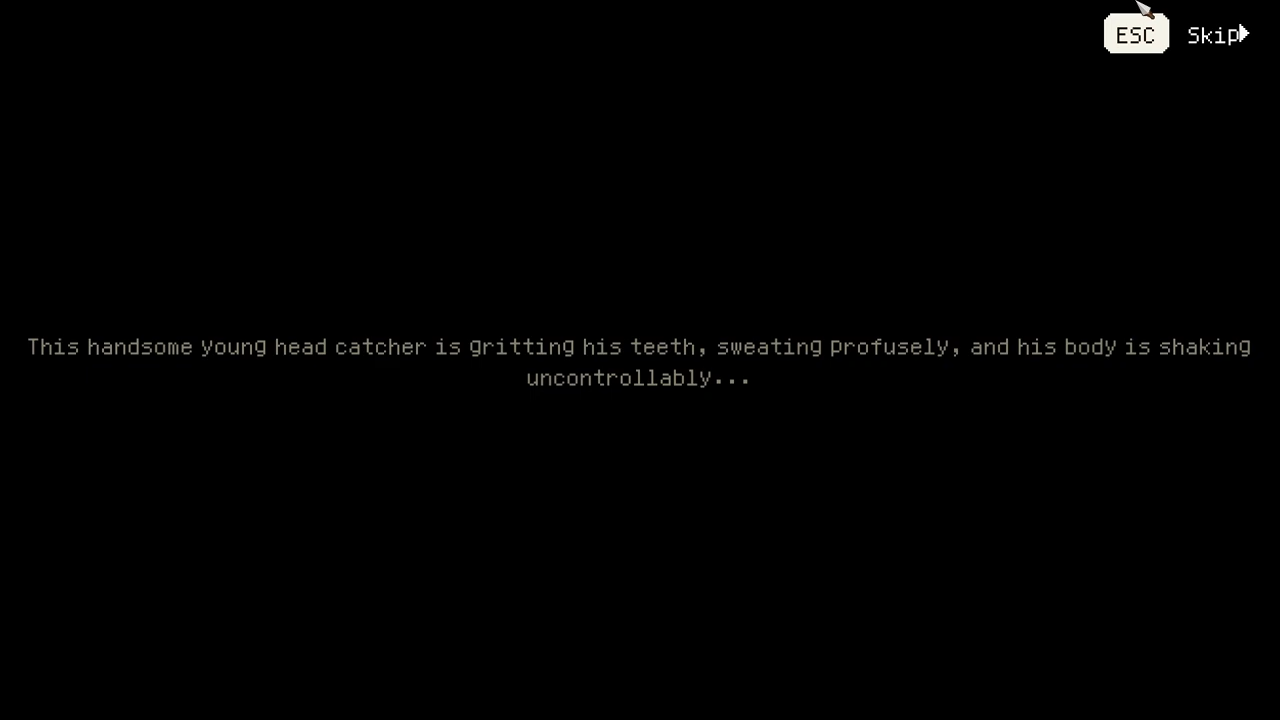 ESC Skip
This handsome young head catcher is gritting his teeth, sweating profusely, and his body is shaking
uncontrollably...